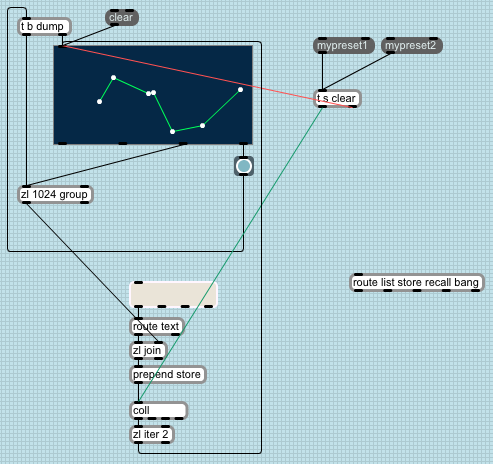 t b dump
clear
mypreset1
mypreset2
t s clear
zl 1024 group
route list store recall bang
route text
zl join
prepend store
coll
zl iter 2